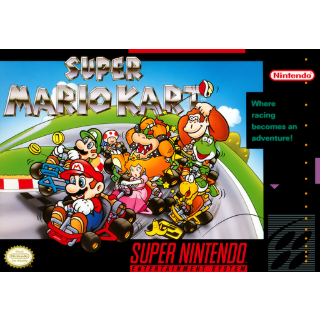 SUPER
MARIO KART
Nintendo
Where
racing
becomes an
adventure!
SUPER NINTENDO
ENTERTAINMENT SYSTEM